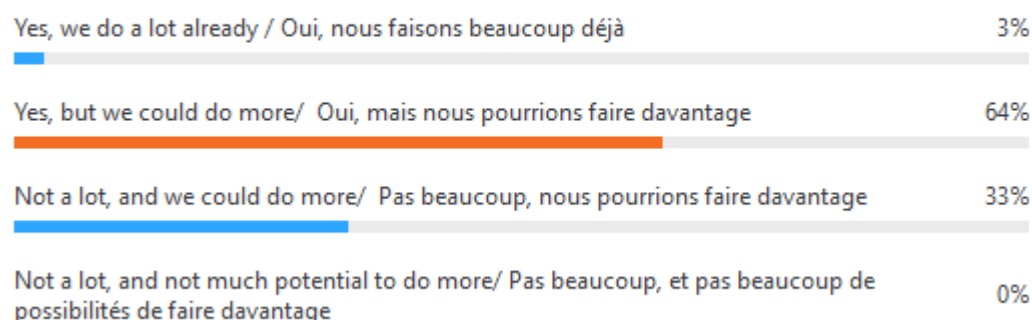 Yes, we do a lot already / Oui, nous faisons beaucoup déjà 3%
Yes, but we could do more/  Oui, mais nous pourrions faire davantage 64%
Not a lot, and we could do more/  Pas beaucoup, nous pourrions faire davantage 33%
Not a lot, and not much potential to do more/ Pas beaucoup, et pas beaucoup de
possibilités de faire davantage 0%